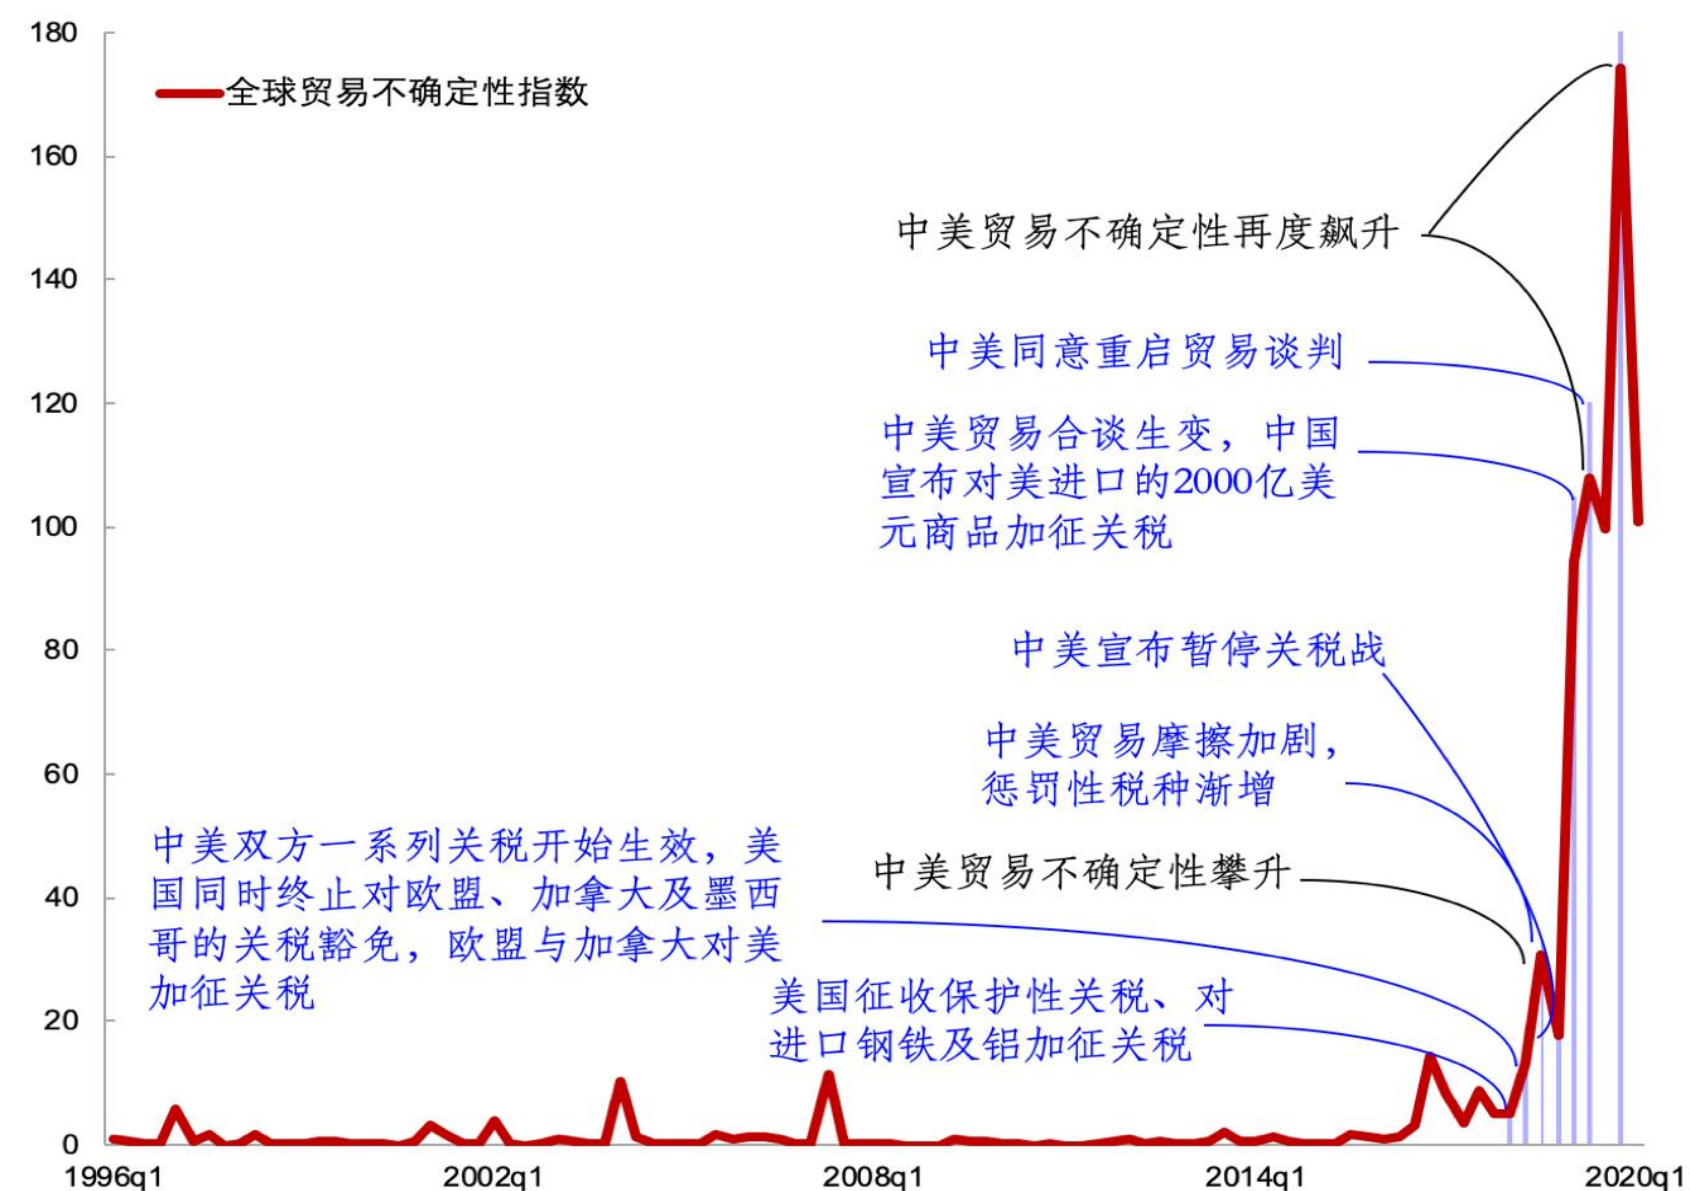 180
全球贸易不确定性指数
160
中美贸易不确定性再度飙升
140
中美同意重启贸易谈判
120
中美贸易合谈生变，中国
宣布对美进口的2000亿美
元商品加征关税
100
80
中美宣布暂停关税战
中美贸易摩擦加剧，
惩罚性税种渐增
60
中美贸易不确定性攀升
中美双方一系列关税开始生效，美
国同时终止对欧盟、加拿大及墨西
哥的关税豁免，欧盟与加拿大对美
加征关税
40
美国征收保护性关税、对
进口钢铁及铝加征关税
20
0
1996q1
2002q1
2008q1
2014q1
2020q1